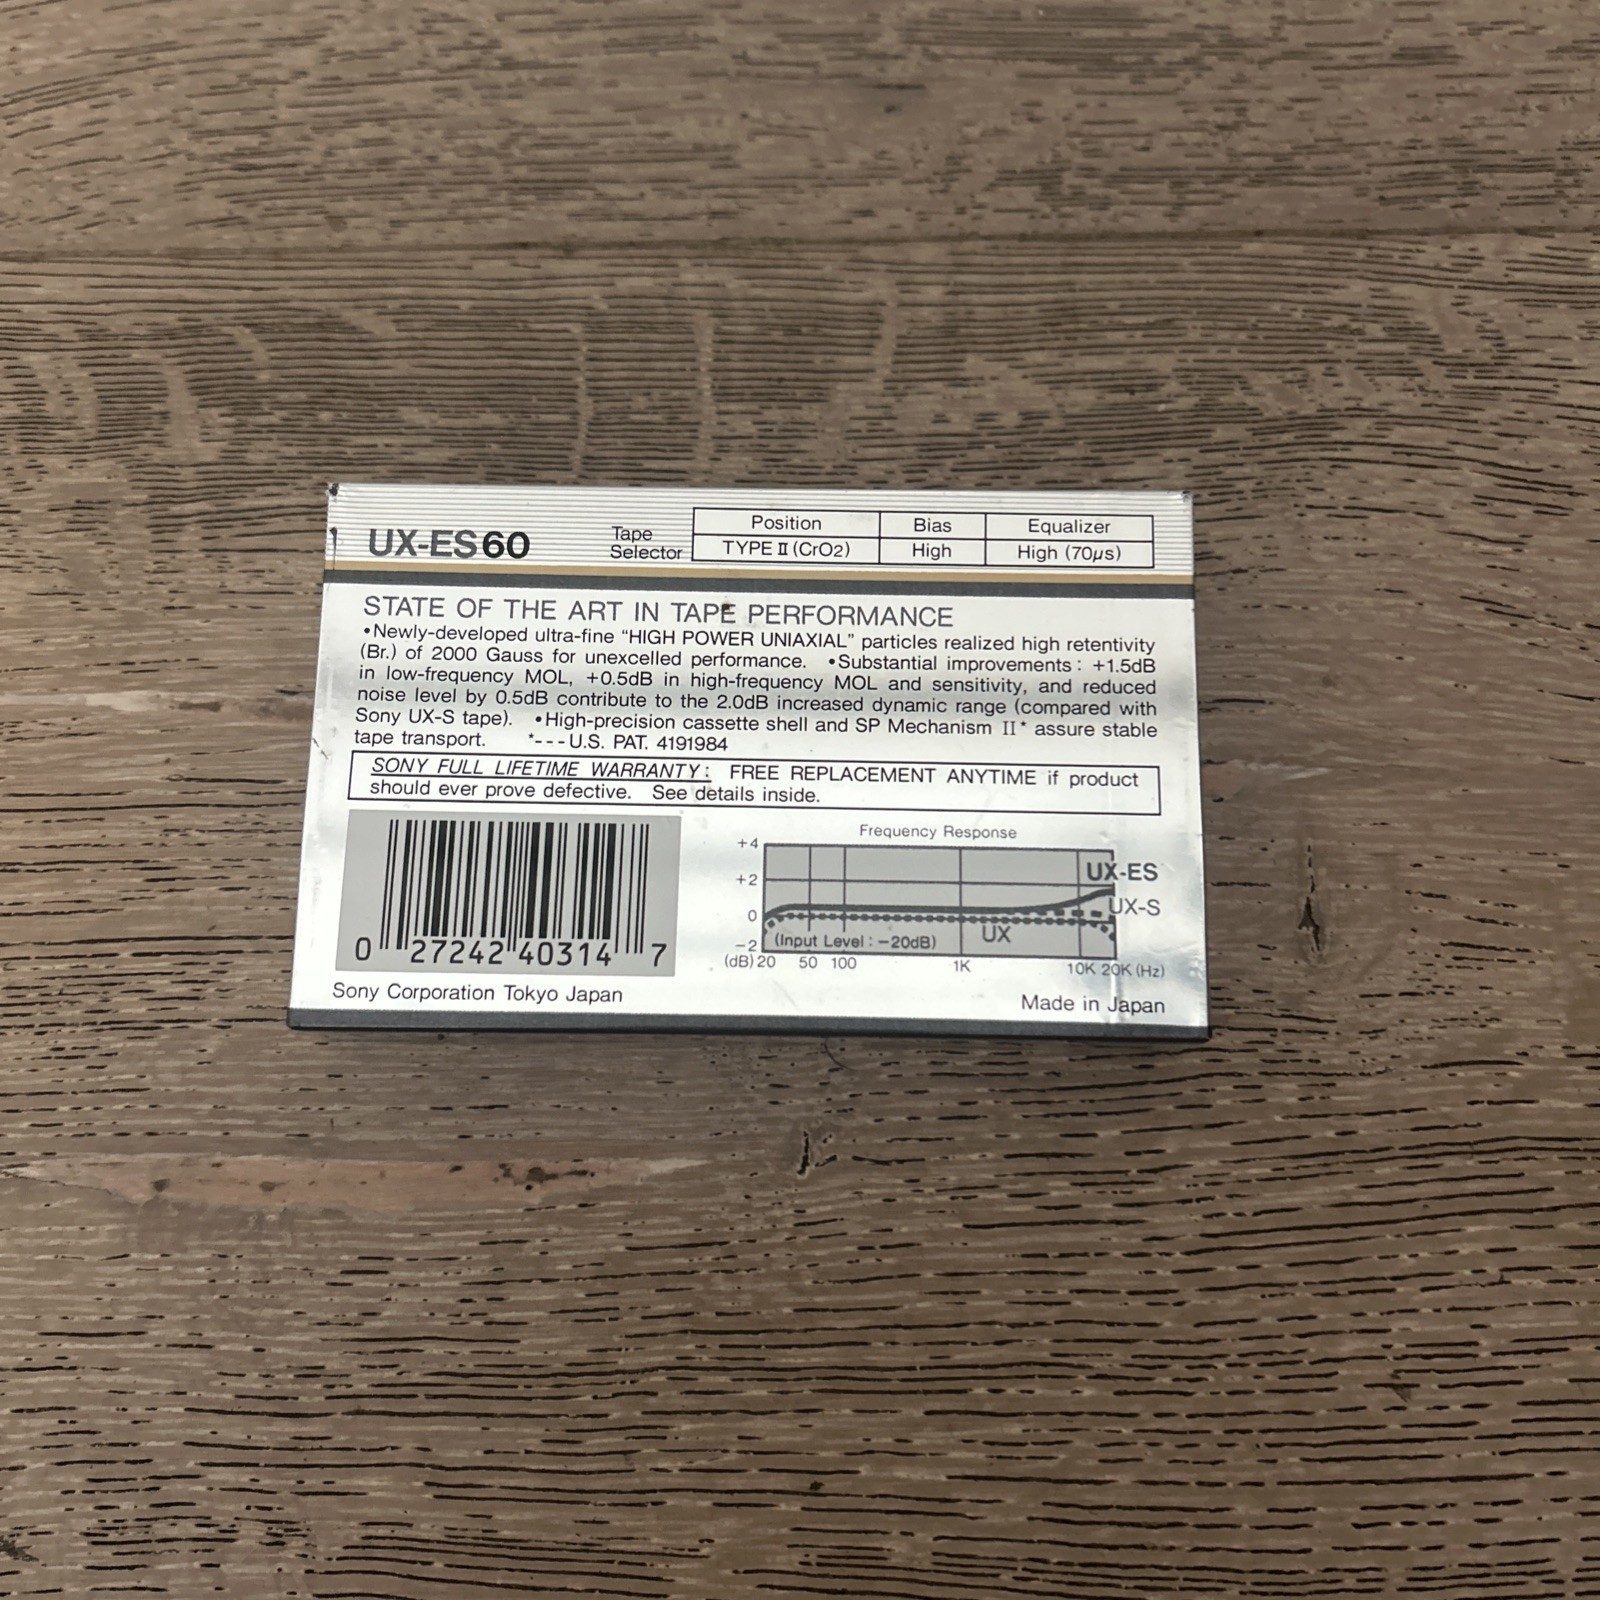 UX-ES60
Tape Selector
Position Bias Equalizer
TYPE II (CrO2) High High (70µs)
STATE OF THE ART IN TAPE PERFORMANCE
•Newly-developed ultra-fine “HIGH POWER UNIAXIAL” particles realized high retentivity
(Br.) of 2000 Gauss for unexcelled performance. •Substantial improvements: +1.5dB
in low-frequency MOL, +0.5dB in high-frequency MOL and sensitivity, and reduced
noise level by 0.5dB contribute to the 2.0dB increased dynamic range (compared with
Sony UX-S tape). •High-precision cassette shell and SP Mechanism II* assure stable
tape transport. *---U.S. PAT. 4191984
SONY FULL LIFETIME WARRANTY: FREE REPLACEMENT ANYTIME if product
should ever prove defective. See details inside.
0 27242 40314 7
Frequency Response
+4
+2
0
−2
(dB) 20 50 100 1K 10K 20K (Hz)
UX-ES
UX-S
UX
(Input Level: −20dB)
Sony Corporation Tokyo Japan
Made in Japan